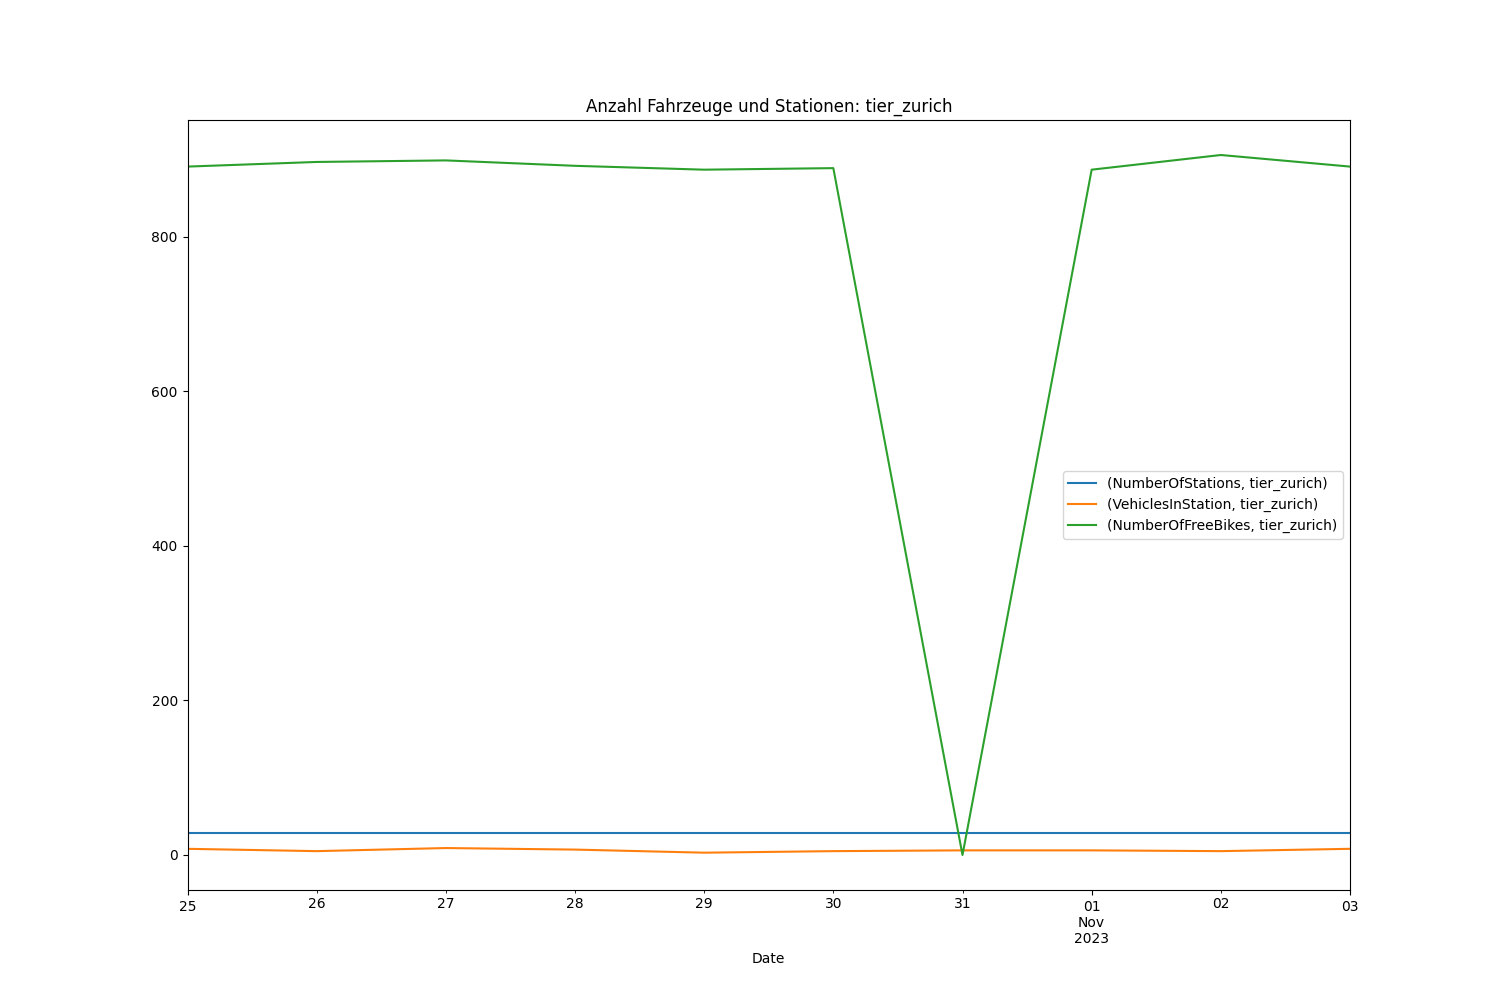 Anzahl Fahrzeuge und Stationen: tier_zurich
800
600
400
200
0
(NumberOfStations, tier_zurich)
(VehiclesInStation, tier_zurich)
(NumberOfFreeBikes, tier_zurich)
25 26 27 28 29 30 31 01 02 03
Nov
2023
Date